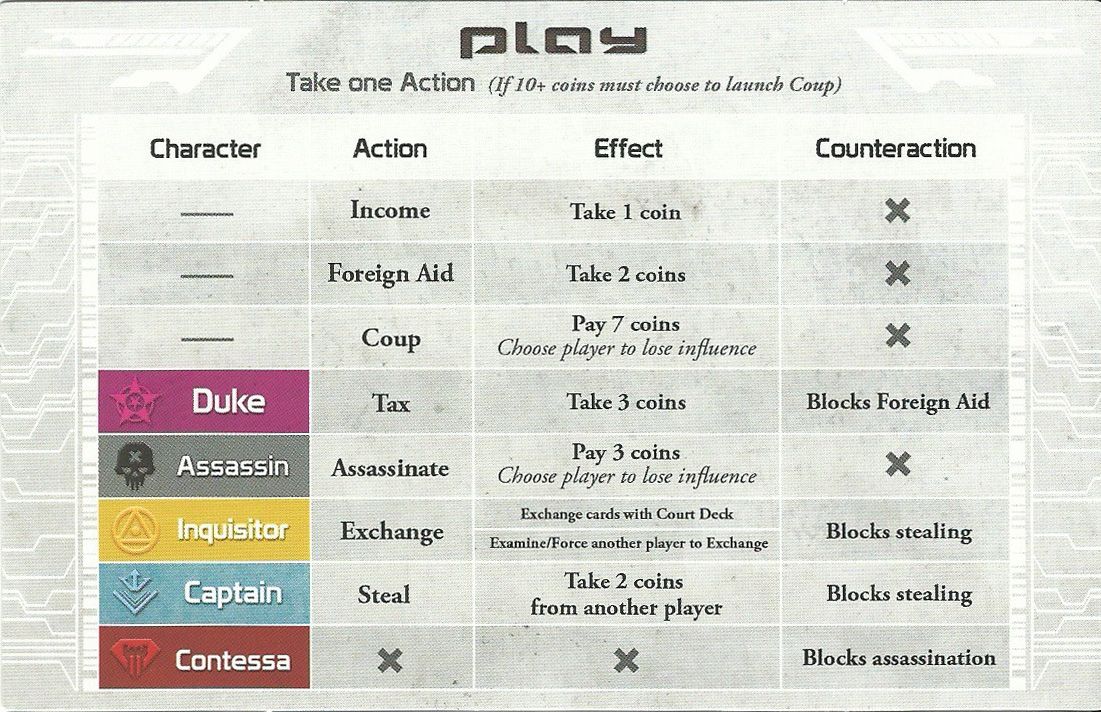 play
Take one Action (If 10+ coins must choose to launch Coup)
Character Action Effect Counteraction
— Income Take 1 coin ✖
— Foreign Aid Take 2 coins ✖
— Coup Pay 7 coins
Choose player to lose influence ✖
Duke Tax Take 3 coins Blocks Foreign Aid
Assassin Assassinate Pay 3 coins
Choose player to lose influence ✖
Inquisitor Exchange Exchange cards with Court Deck
Examine/Force another player to Exchange Blocks stealing
Captain Steal Take 2 coins
from another player Blocks stealing
Contessa ✖ ✖ Blocks assassination